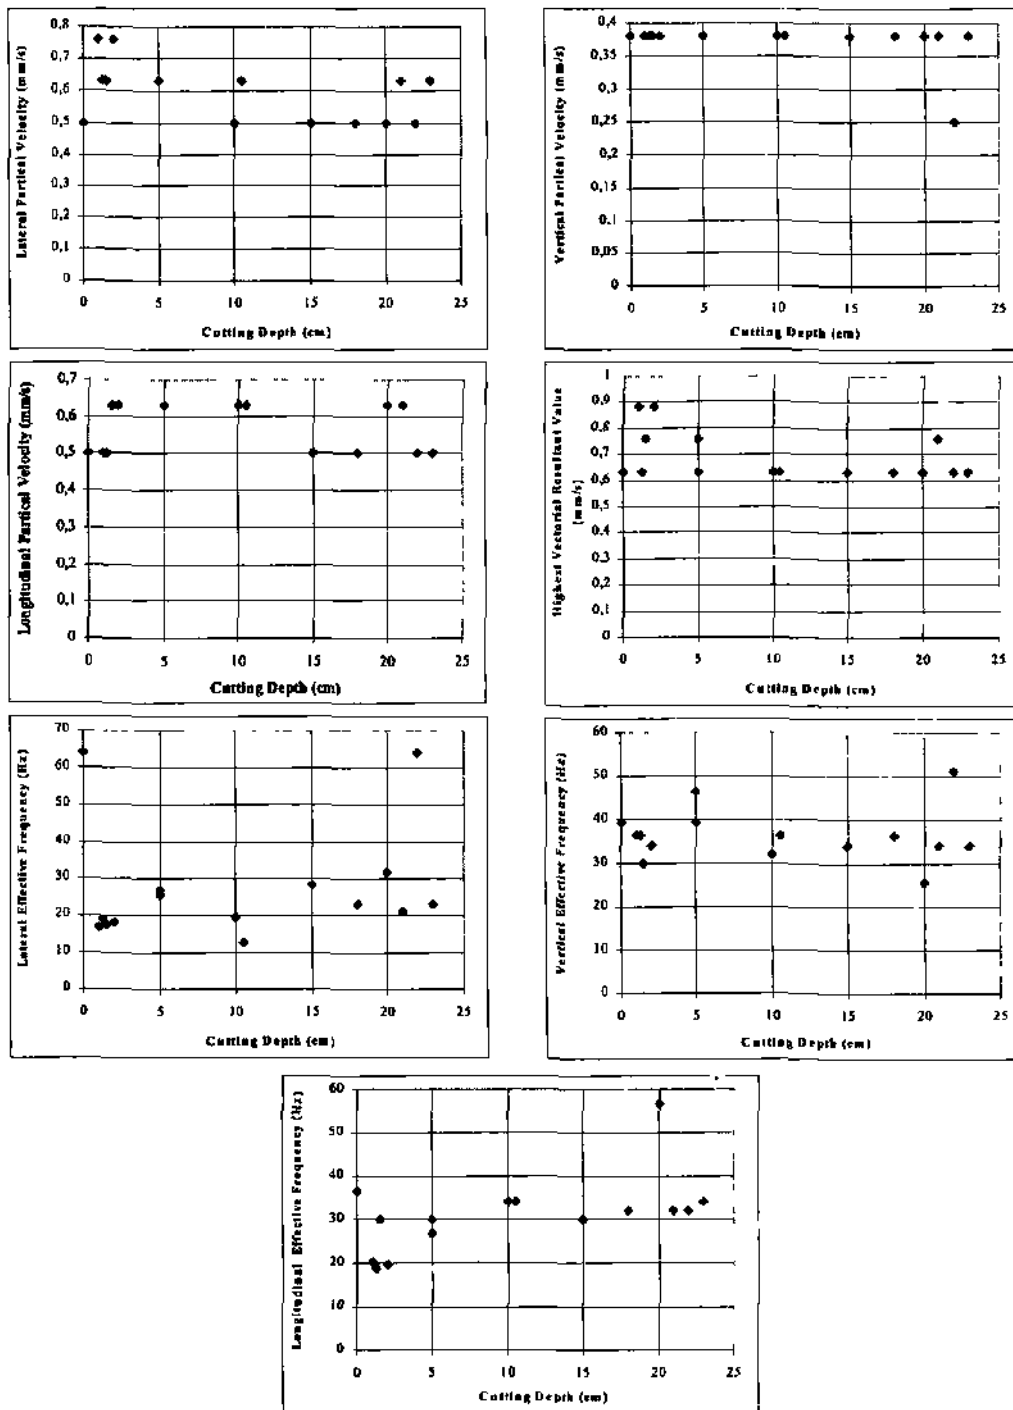 Lateral Partical Velocity (mm/s)
0,8
0,7
0,6
0,5
0,4
0,3
0,2
0,1
0
0 5 10 15 20 25
Cutting Depth (cm)
Vertical Partical Velocity (mm/s)
0,4
0,35
0,3
0,25
0,2
0,15
0,1
0,05
0
0 5 10 15 20 25
Cutting Depth (cm)
Longitudinal Partical Velocity (mm/s)
0,7
0,6
0,5
0,4
0,3
0,2
0,1
0
0 5 10 15 20 25
Cutting Depth (cm)
Highest Vectorial Resultant Value
(mm/s)
1
0,9
0,8
0,7
0,6
0,5
0,4
0,3
0,2
0,1
0
0 5 10 15 20 25
Cutting Depth (cm)
Lateral Effective Frequency (Hz)
70
60
50
40
30
20
10
0
0 5 10 15 20 25
Cutting Depth (cm)
Vertical Effective Frequency (Hz)
60
50
40
30
20
10
0
0 5 10 15 20 25
Cutting Depth (cm)
Longitudinal Effective Frequency (Hz)
60
50
40
30
20
10
0
0 5 10 15 20 25
Cutting Depth (cm)